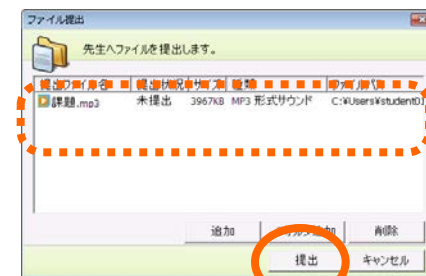 ファイル提出
先生へファイルを提出します。
提出ファイル名 提出状況 サイズ 種類 ファイルパス
課題.mp3 未提出 3967KB MP3 形式サウンド C:¥Users¥student01
追加 削除
提出 キャンセル